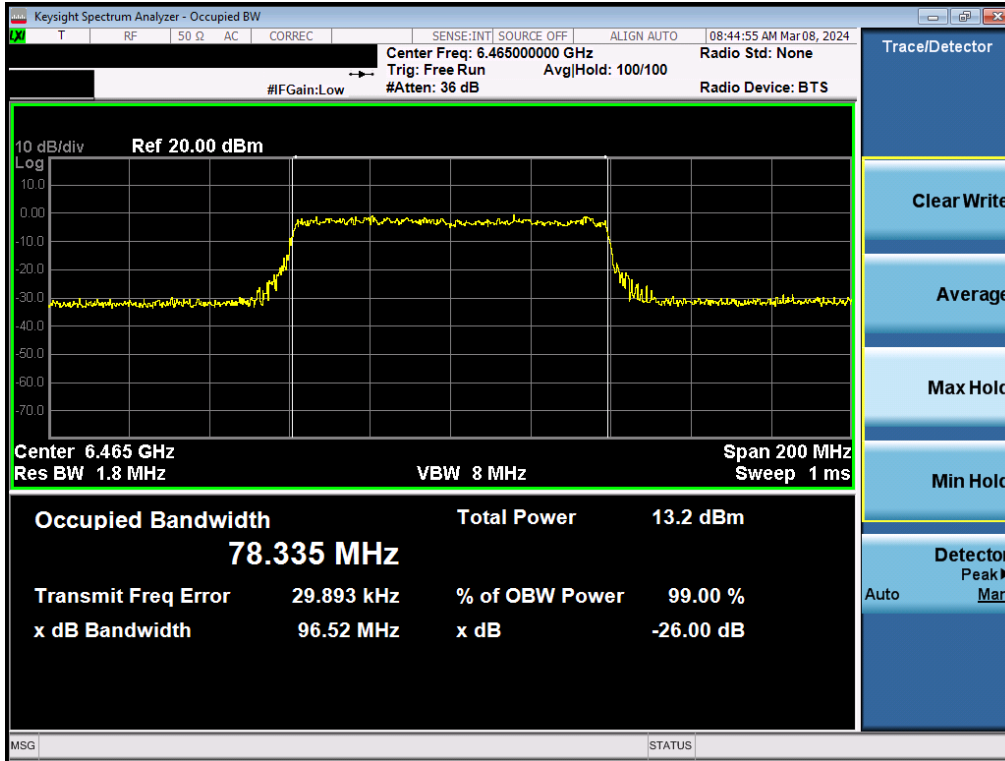 Keysight Spectrum Analyzer - Occupied BW
LXI T RF 50 Ω AC CORREC SENSE:INT SOURCE OFF ALIGN AUTO 08:44:55 AM Mar 08, 2024
Center Freq: 6.465000000 GHz Radio Std: None
Trig: Free Run Avg|Hold: 100/100
#IFGain:Low #Atten: 36 dB Radio Device: BTS
Trace/Detector
10 dB/div Ref 20.00 dBm
Log
10.0
0.00
-10.0
-20.0
-30.0
-40.0
-50.0
-60.0
-70.0
Center 6.465 GHz Span 200 MHz
Res BW 1.8 MHz VBW 8 MHz Sweep 1 ms
Occupied Bandwidth Total Power 13.2 dBm
78.335 MHz
Transmit Freq Error 29.893 kHz % of OBW Power 99.00 %
x dB Bandwidth 96.52 MHz x dB -26.00 dB
Clear Write
Average
Max Hold
Min Hold
Detector
Peak
Auto Man
MSG STATUS